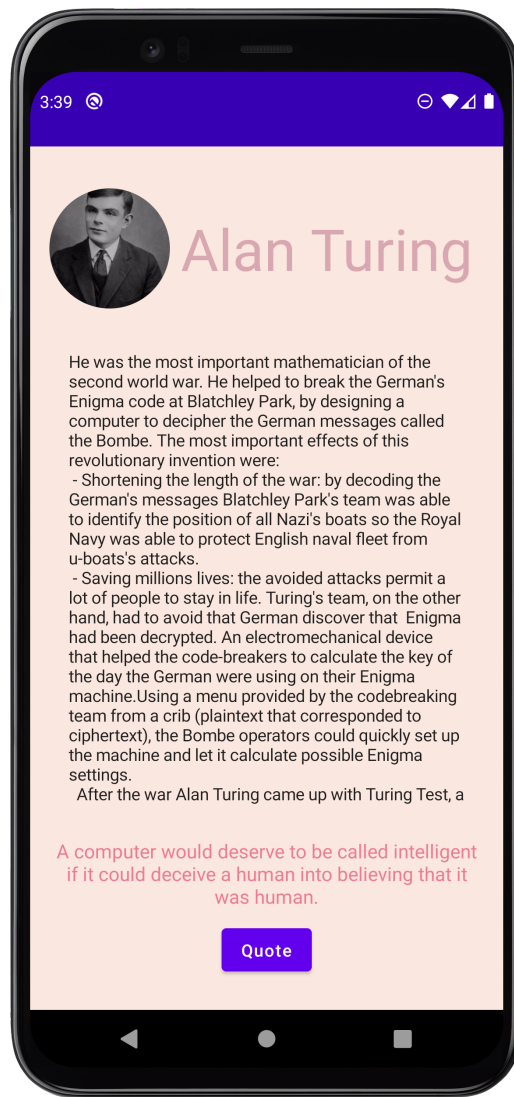 3:39
Alan Turing
He was the most important mathematician of the
second world war. He helped to break the German's
Enigma code at Blatchley Park, by designing a
computer to decipher the German messages called
the Bombe. The most important effects of this
revolutionary invention were:
- Shortening the length of the war: by decoding the
German's messages Blatchley Park's team was able
to identify the position of all Nazi's boats so the Royal
Navy was able to protect English naval fleet from
u-boats's attacks.
- Saving millions lives: the avoided attacks permit a
lot of people to stay in life. Turing's team, on the other
hand, had to avoid that German discover that  Enigma
had been decrypted. An electromechanical device
that helped the code-breakers to calculate the key of
the day the German were using on their Enigma
machine.Using a menu provided by the codebreaking
team from a crib (plaintext that corresponded to
ciphertext), the Bombe operators could quickly set up
the machine and let it calculate possible Enigma
settings.
After the war Alan Turing came up with Turing Test, a
A computer would deserve to be called intelligent
if it could deceive a human into believing that it
was human.
Quote